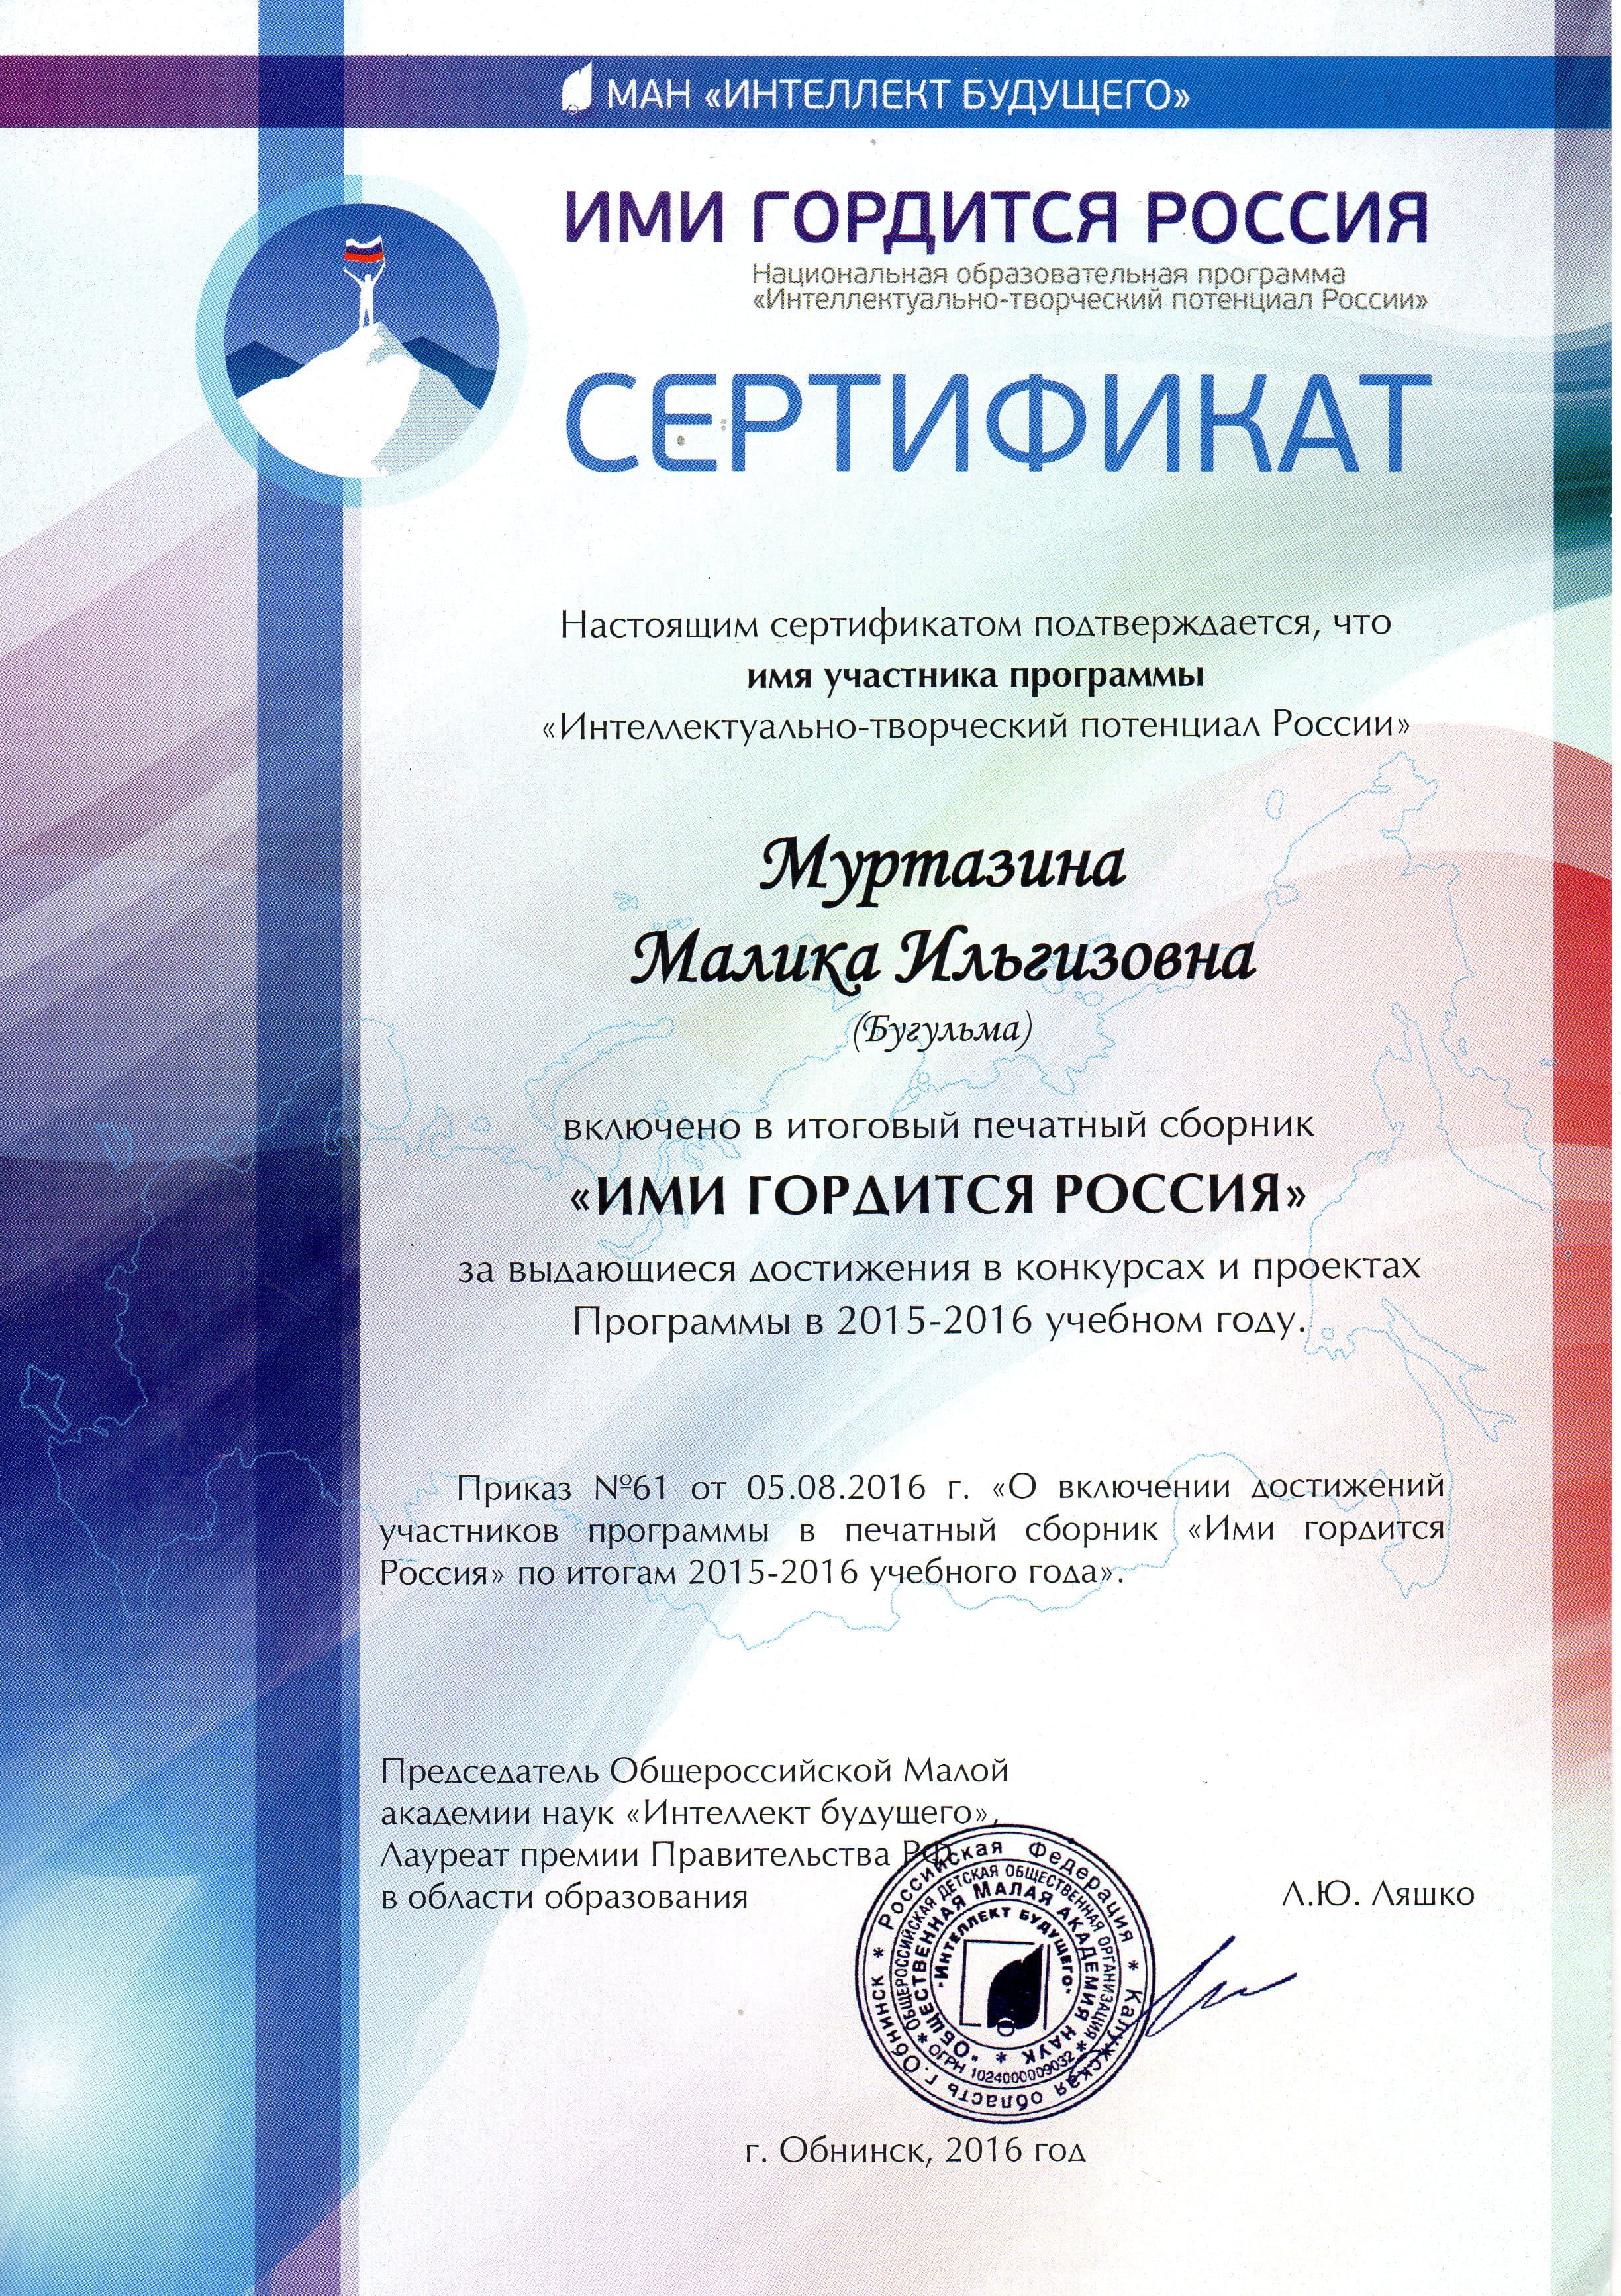 МАН «ИНТЕЛЛЕКТ БУДУЩЕГО»
ИМИ ГОРДИТСЯ РОССИЯ
Национальная образовательная программа
«Интеллектуально-творческий потенциал России»
СЕРТИФИКАТ
Настоящим сертификатом подтверждается, что
имя участника программы
«Интеллектуально-творческий потенциал России»
Муртазина
Малика Ильгизовна
(Бугульма)
включено в итоговый печатный сборник
«ИМИ ГОРДИТСЯ РОССИЯ»
за выдающиеся достижения в конкурсах и проектах
Программы в 2015-2016 учебном году.
Приказ №61 от 05.08.2016 г. «О включении достижений
участников программы в печатный сборник «Ими гордится
Россия» по итогам 2015-2016 учебного года».
Председатель Общероссийской Малой
академии наук «Интеллект будущего»,
Лауреат премии Правительства РФ
в области образования
Л.Ю. Ляшко
* Российская Федерация * Калужская область г.Обнинск
* ОБЩЕРОССИЙСКАЯ ДЕТСКАЯ ОБЩЕСТВЕННАЯ ОРГАНИЗАЦИЯ *
ОГРН 1024000009032
"ОБЩЕСТВЕННАЯ МАЛАЯ АКАДЕМИЯ НАУК *
"ИНТЕЛЛЕКТ БУДУЩЕГО"
г. Обнинск, 2016 год